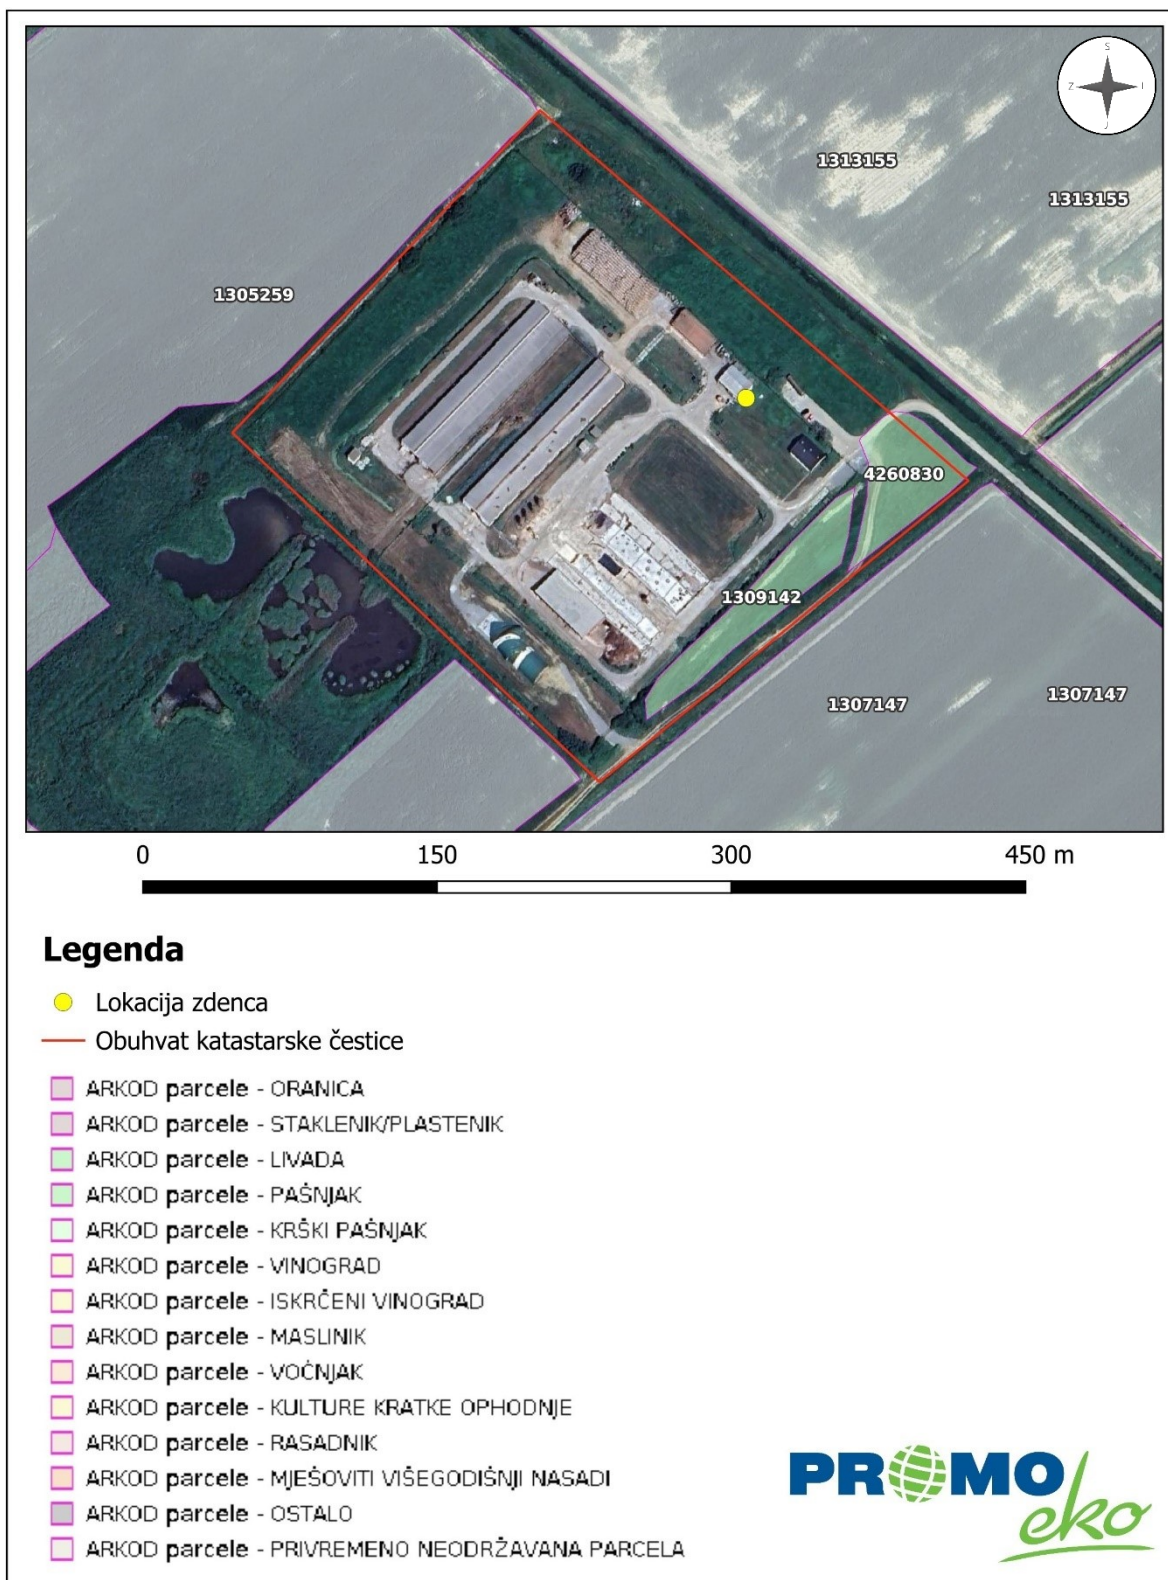 S
Z I
J
1313155
1313155
1305259
4260830
1309142
1307147
1307147
0 150 300 450 m
Legenda
Lokacija zdenca
Obuhvat katastarske čestice
ARKOD parcele - ORANICA
ARKOD parcele - STAKLENIK/PLASTENIK
ARKOD parcele - LIVADA
ARKOD parcele - PAŠNJAK
ARKOD parcele - KRŠKI PAŠNJAK
ARKOD parcele - VINOGRAD
ARKOD parcele - ISKRČENI VINOGRAD
ARKOD parcele - MASLINIK
ARKOD parcele - VOĆNJAK
ARKOD parcele - KULTURE KRATKE OPHODNJE
ARKOD parcele - RASADNIK
ARKOD parcele - MJEŠOVITI VIŠEGODIŠNJI NASADI
ARKOD parcele - OSTALO
ARKOD parcele - PRIVREMENO NEODRŽAVANA PARCELA
PROMO
eko